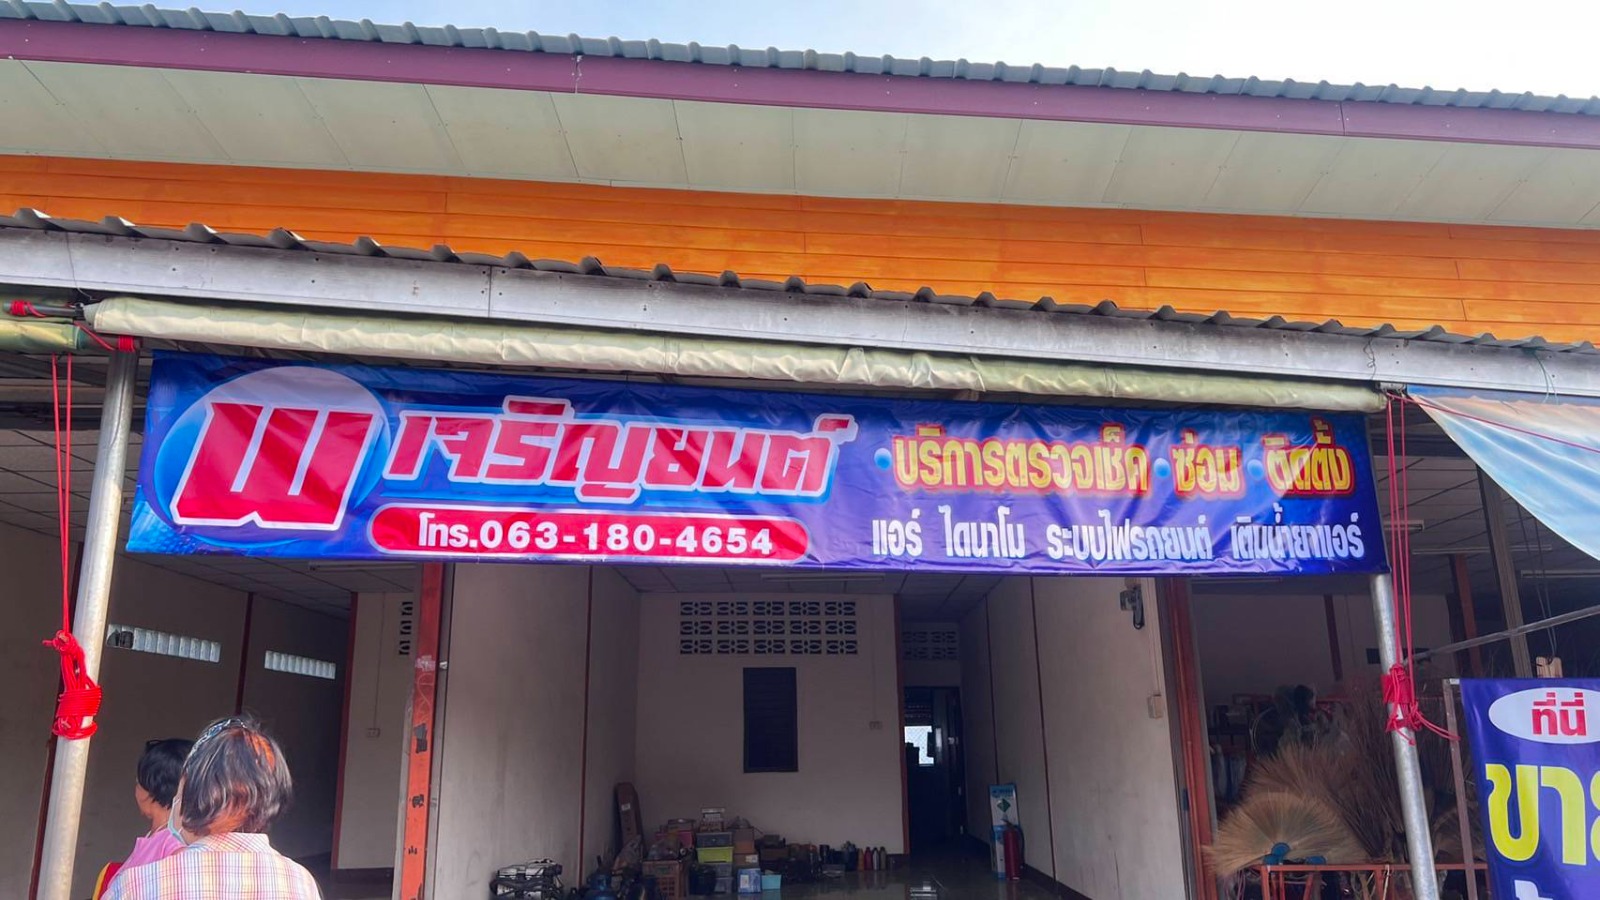 พ เจริญยนต์
โทร.063-180-4654
•บริการตรวจเช็ค•ซ่อม•ติดตั้ง
แอร์ ไดนาโม ระบบไฟรถยนต์ เติมน้ำยาแอร์
ที่นี่